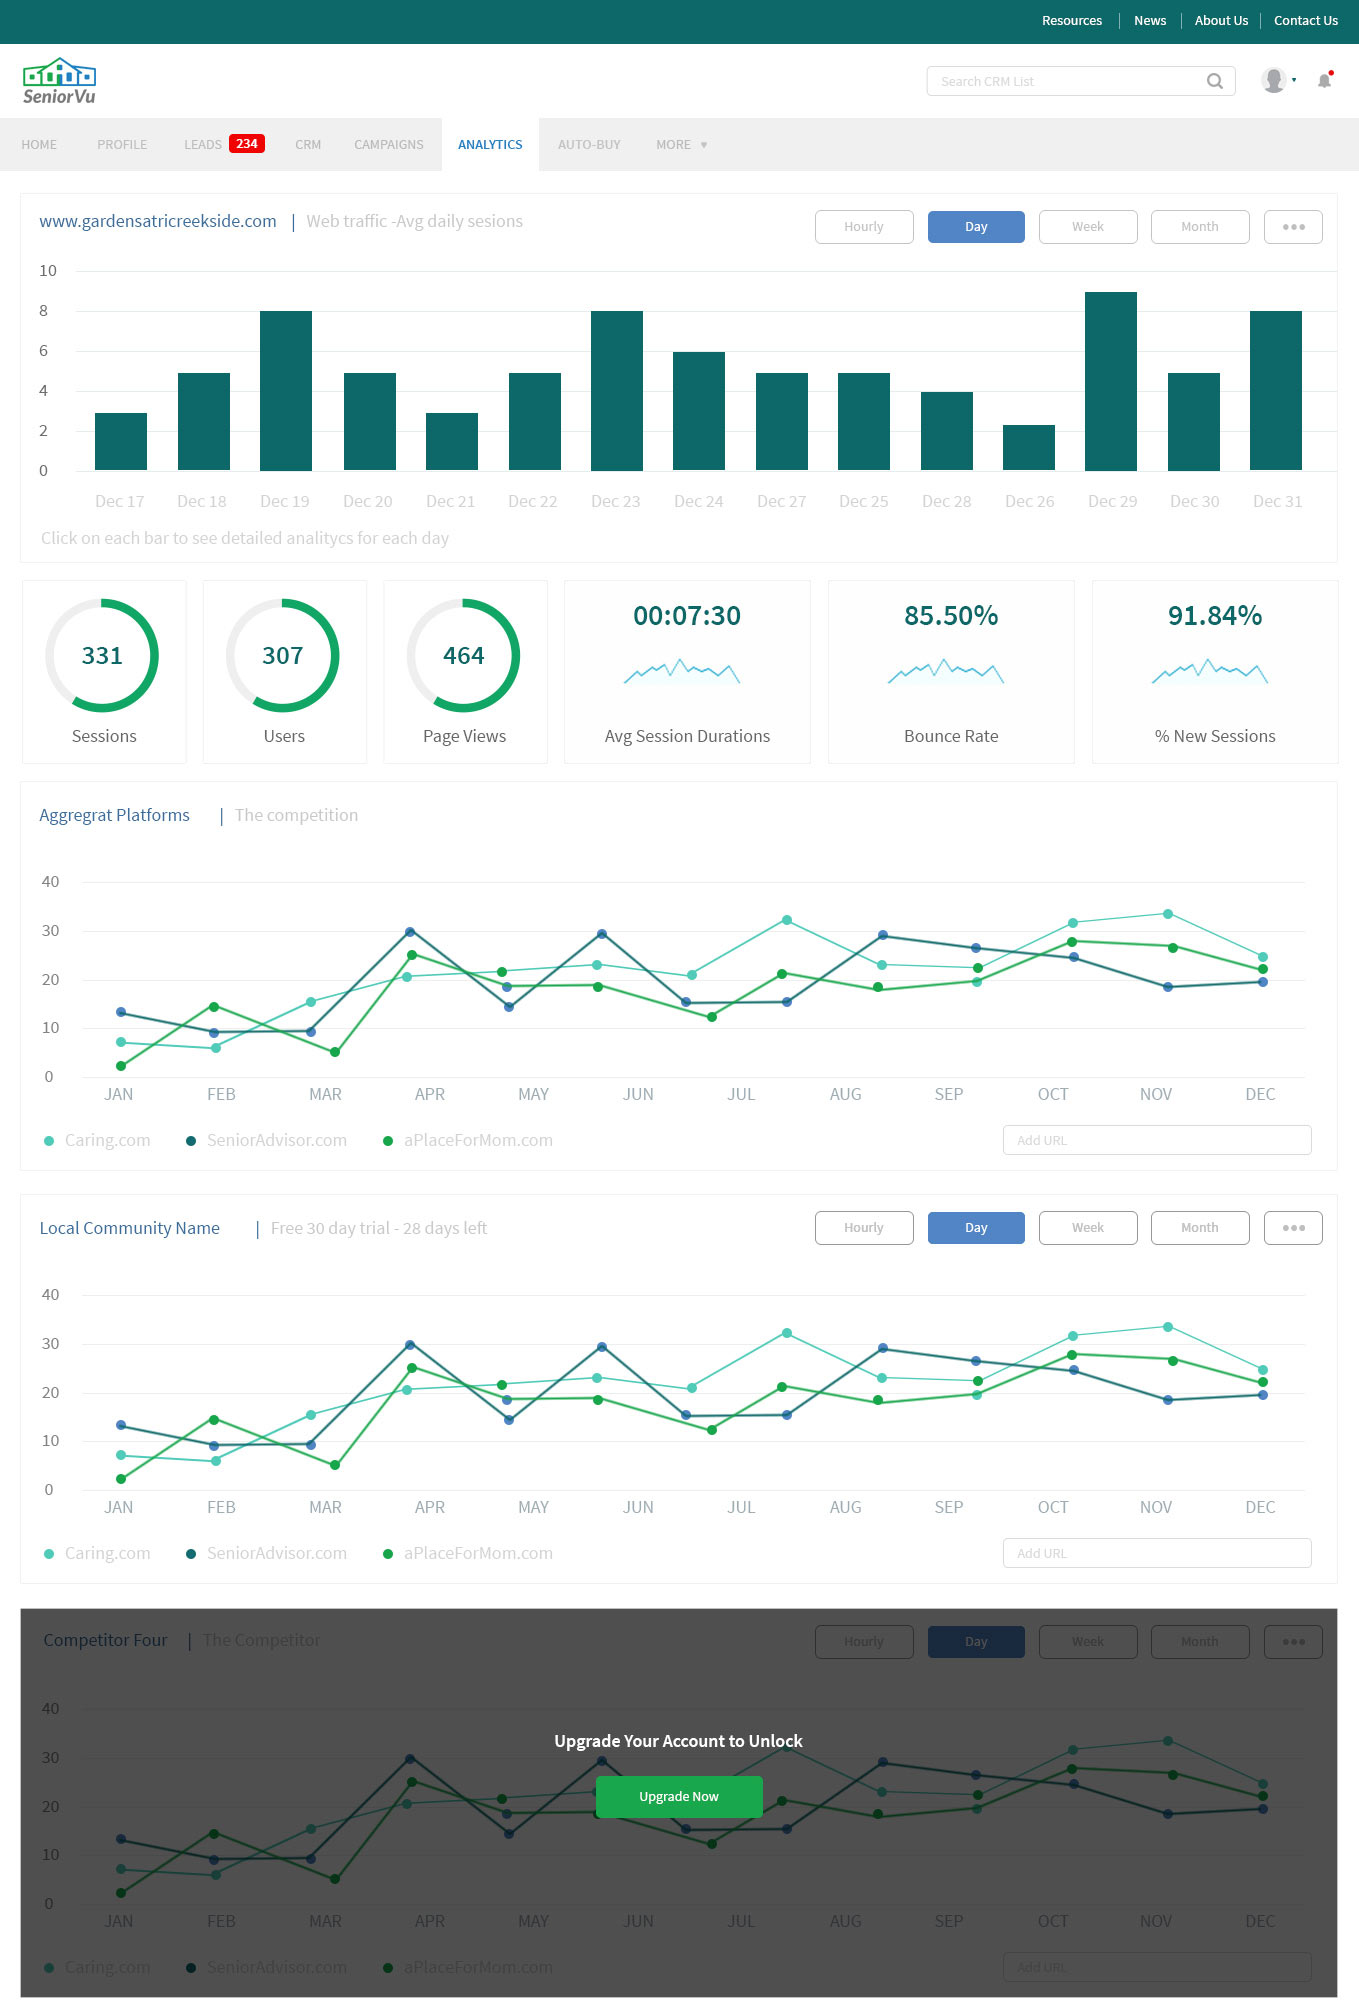 Resources | News | About Us | Contact Us
SeniorVu
Search CRM List
HOME PROFILE LEADS 234 CRM CAMPAIGNS ANALYTICS AUTO-BUY MORE
www.gardensatricreekside.com | Web traffic -Avg daily sesions
Hourly Day Week Month
10
8
6
4
2
0
Dec 17 Dec 18 Dec 19 Dec 20 Dec 21 Dec 22 Dec 23 Dec 24 Dec 27 Dec 25 Dec 28 Dec 26 Dec 29 Dec 30 Dec 31
Click on each bar to see detailed analitycs for each day
331 307 464 00:07:30 85.50% 91.84%
Sessions Users Page Views Avg Session Durations Bounce Rate % New Sessions
Aggregrat Platforms | The competition
40
30
20
10
0
JAN FEB MAR APR MAY JUN JUL AUG SEP OCT NOV DEC
Caring.com SeniorAdvisor.com aPlaceForMom.com Add URL
Local Community Name | Free 30 day trial - 28 days left
Hourly Day Week Month
40
30
20
10
0
JAN FEB MAR APR MAY JUN JUL AUG SEP OCT NOV DEC
Caring.com SeniorAdvisor.com aPlaceForMom.com Add URL
Competitor Four | The Competitor
Hourly Day Week Month
40
Upgrade Your Account to Unlock
30
Upgrade Now
20
10
0
JAN FEB MAR APR MAY JUN JUL AUG SEP OCT NOV DEC
Caring.com SeniorAdvisor.com aPlaceForMom.com Add URL